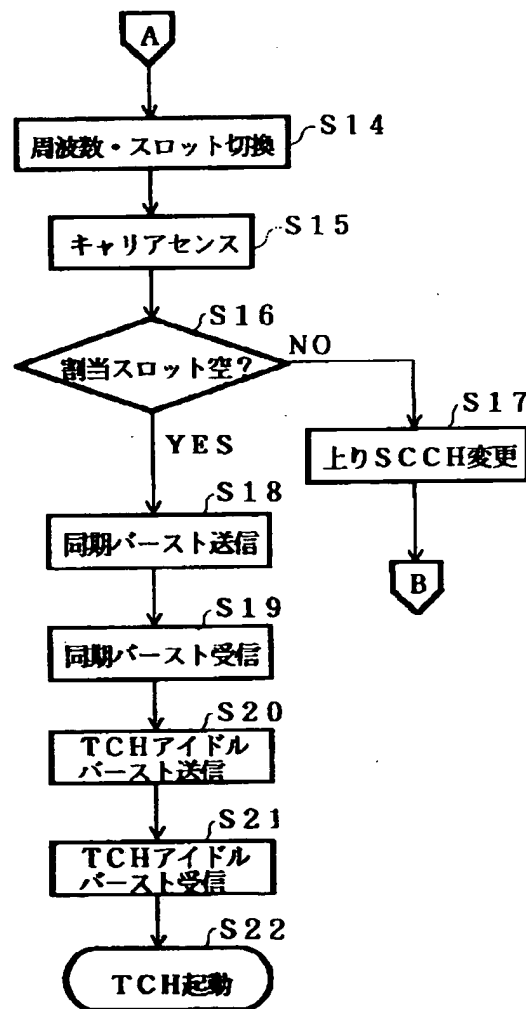 A
S14
周波数・スロット切換
S15
キャリアセンス
S16
割当スロット空?
NO
S17
上りSCCH変更
B
YES
S18
同期バースト送信
S19
同期バースト受信
S20
TCHアイドル
バースト送信
S21
TCHアイドル
バースト受信
S22
TCH起動